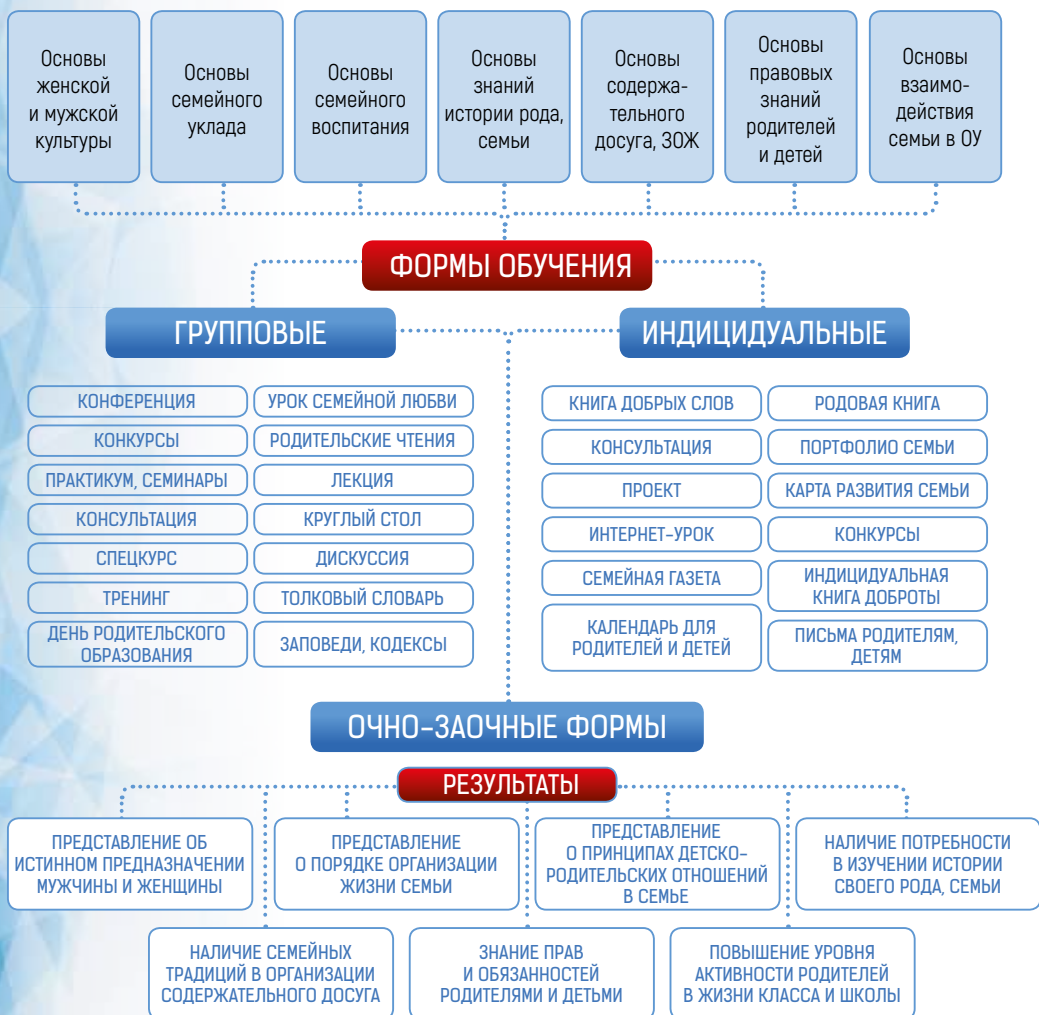 Основы
женской
и мужской
культуры
Основы
семейного
уклада
Основы
семейного
воспитания
Основы
знаний
истории рода,
семьи
Основы
содержа-
тельного
досуга, ЗОЖ
Основы
правовых
знаний
родителей
и детей
Основы
взаимо-
действия
семьи в ОУ
ФОРМЫ ОБУЧЕНИЯ
ГРУППОВЫЕ
КОНФЕРЕНЦИЯ
КОНКУРСЫ
ПРАКТИКУМ, СЕМИНАРЫ
КОНСУЛЬТАЦИЯ
СПЕЦКУРС
ТРЕНИНГ
ДЕНЬ РОДИТЕЛЬСКОГО
ОБРАЗОВАНИЯ
УРОК СЕМЕЙНОЙ ЛЮБВИ
РОДИТЕЛЬСКИЕ ЧТЕНИЯ
ЛЕКЦИЯ
КРУГЛЫЙ СТОЛ
ДИСКУССИЯ
ТОЛКОВЫЙ СЛОВАРЬ
ЗАПОВЕДИ, КОДЕКСЫ
ИНДИЦИДУАЛЬНЫЕ
КНИГА ДОБРЫХ СЛОВ
КОНСУЛЬТАЦИЯ
ПРОЕКТ
ИНТЕРНЕТ-УРОК
СЕМЕЙНАЯ ГАЗЕТА
КАЛЕНДАРЬ ДЛЯ
РОДИТЕЛЕЙ И ДЕТЕЙ
РОДОВАЯ КНИГА
ПОРТФОЛИО СЕМЬИ
КАРТА РАЗВИТИЯ СЕМЬИ
КОНКУРСЫ
ИНДИЦИДУАЛЬНАЯ
КНИГА ДОБРОТЫ
ПИСЬМА РОДИТЕЛЯМ,
ДЕТЯМ
ОЧНО-ЗАОЧНЫЕ ФОРМЫ
РЕЗУЛЬТАТЫ
ПРЕДСТАВЛЕНИЕ ОБ
ИСТИННОМ ПРЕДНАЗНАЧЕНИИ
МУЖЧИНЫ И ЖЕНЩИНЫ
ПРЕДСТАВЛЕНИЕ
О ПОРЯДКЕ ОРГАНИЗАЦИИ
ЖИЗНИ СЕМЬИ
ПРЕДСТАВЛЕНИЕ
О ПРИНЦИПАХ ДЕТСКО-
РОДИТЕЛЬСКИХ ОТНОШЕНИЙ
В СЕМЬЕ
НАЛИЧИЕ ПОТРЕБНОСТИ
В ИЗУЧЕНИИ ИСТОРИИ
СВОЕГО РОДА, СЕМЬИ
НАЛИЧИЕ СЕМЕЙНЫХ
ТРАДИЦИЙ В ОРГАНИЗАЦИИ
СОДЕРЖАТЕЛЬНОГО ДОСУГА
ЗНАНИЕ ПРАВ
И ОБЯЗАННОСТЕЙ
РОДИТЕЛЯМИ И ДЕТЬМИ
ПОВЫШЕНИЕ УРОВНЯ
АКТИВНОСТИ РОДИТЕЛЕЙ
В ЖИЗНИ КЛАССА И ШКОЛЫ